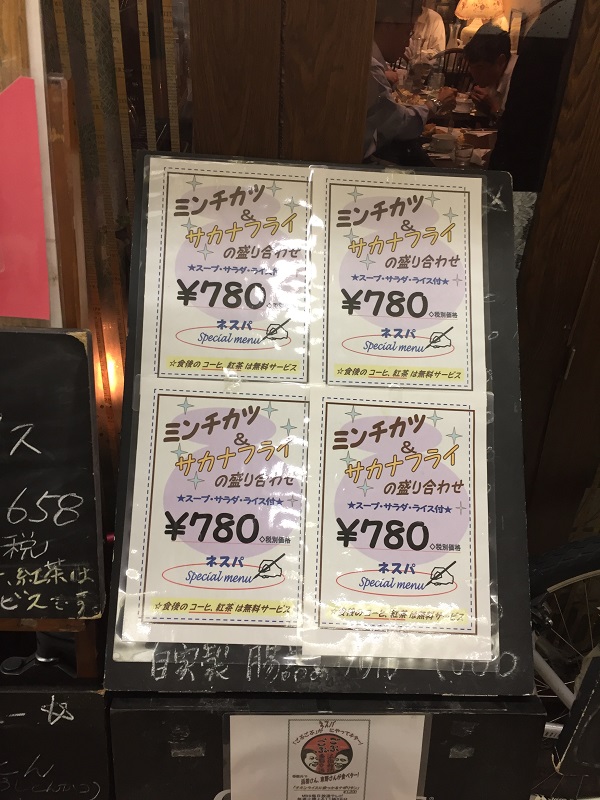 ミンチカツ
&
サカナフライ
の盛り合わせ
★スープ・サラダ・ライス付
¥780
ネスパ
Special menu
☆食後のコーヒ、紅茶は無料サービス
ミンチカツ
&
サカナフライ
の盛り合わせ
★スープ・サラダ・ライス付★
¥780 ◇税別価格
ネスパ
Special menu
☆食後のコーヒ、紅茶は無料サービス
ミンチカツ
&
サカナフライ
の盛り合わせ
★スープ・サラダ・ライス付★
¥780 ◇税別価格
ネスパ
Special menu
☆食後のコーヒ、紅茶は無料サービス
ミンチカツ
&
サカナフライ
の盛り合わせ
★スープ・サラダ・ライス付★
¥780 ◇税別価格
ネスパ
Special menu
☆食後のコーヒ、紅茶は無料サービス
ス
658
税
紅茶は
ビスです
自家製
ネスパ